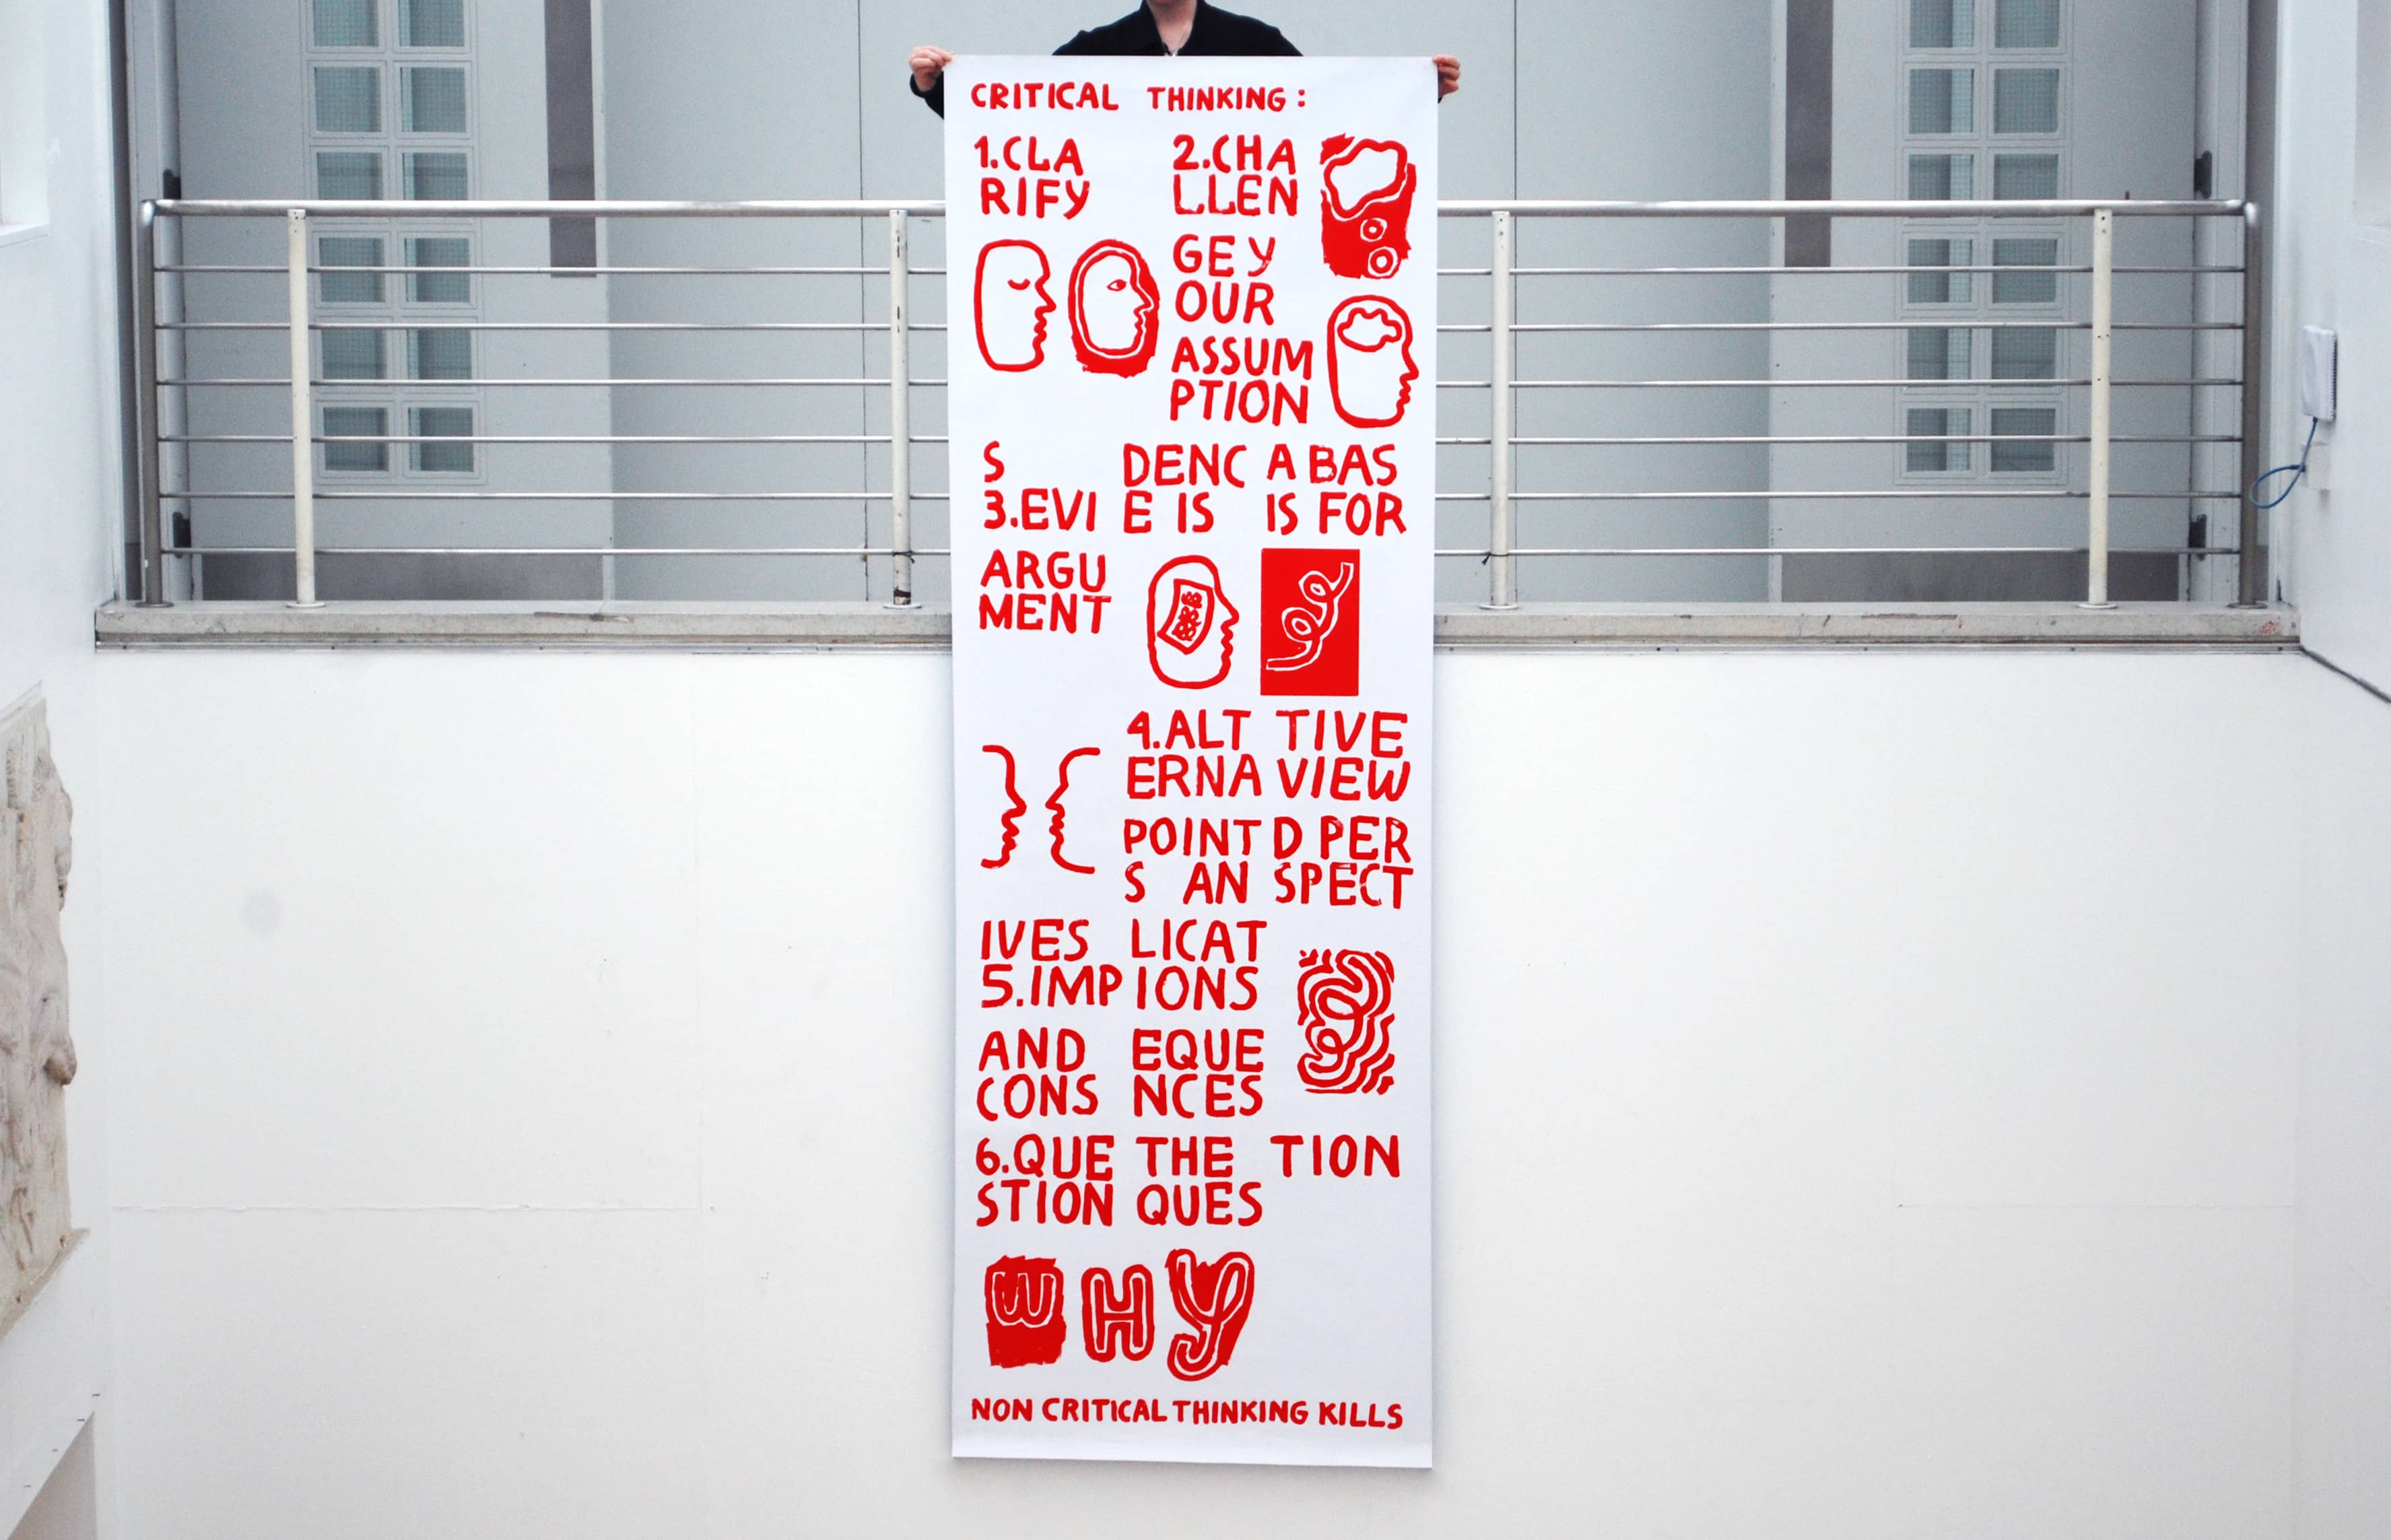 CRITICAL THINKING:
1.CLA
RIFY
2.CHA
LLEN
GE Y
OUR
ASSUM
PTION
S
3.EVI
DENC
E IS
A BAS
IS FOR
ARGU
MENT
4.ALT
ERNA
TIVE
VIEW
POINT
S AN
D PER
SPECT
IVES
5.IMP
LICAT
IONS
AND
CONS
EQUE
NCES
6.QUE
STION
THE
QUES
TION
WHY
NON CRITICAL THINKING KILLS